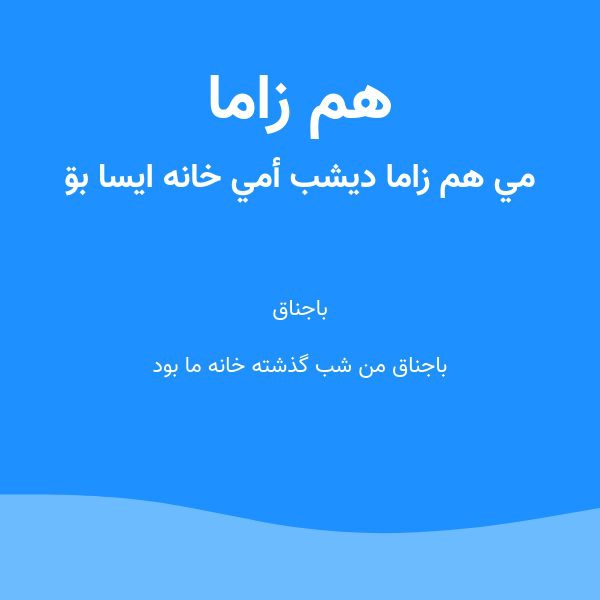 هم زاما
مي هم زاما ديشب أمي خانه ايسا بۊ
باجناق
باجناق من شب گذشته خانه ما بود